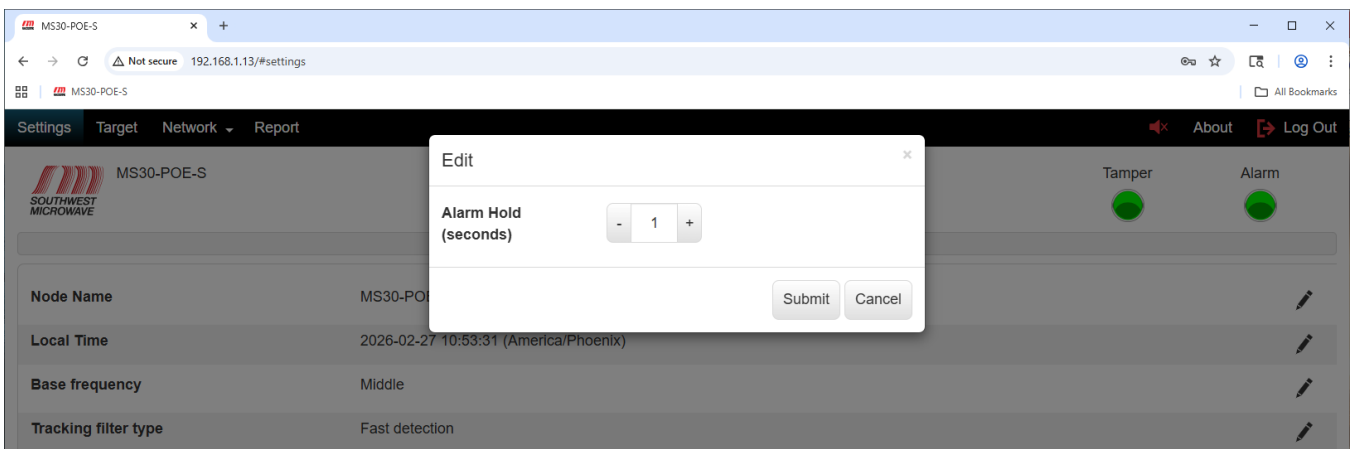 MS30-POE-S
Not secure 192.168.1.13/#settings
MS30-POE-S
All Bookmarks
Settings Target Network Report About Log Out
SOUTHWEST
MICROWAVE
MS30-POE-S
Tamper Alarm
Edit
Alarm Hold
(seconds)
- 1 +
Submit Cancel
Node Name MS30-POE
Local Time 2026-02-27 10:53:31 (America/Phoenix)
Base frequency Middle
Tracking filter type Fast detection